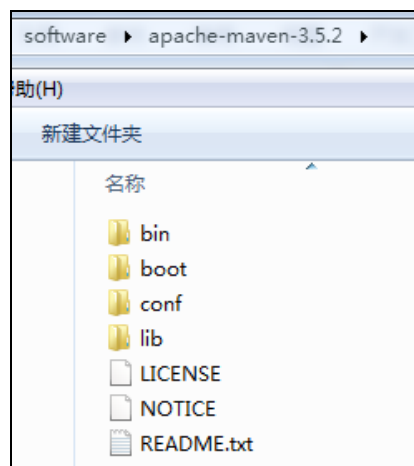 software ▸ apache-maven-3.5.2 ▸
助(H)
新建文件夹
名称
bin
boot
conf
lib
LICENSE
NOTICE
README.txt